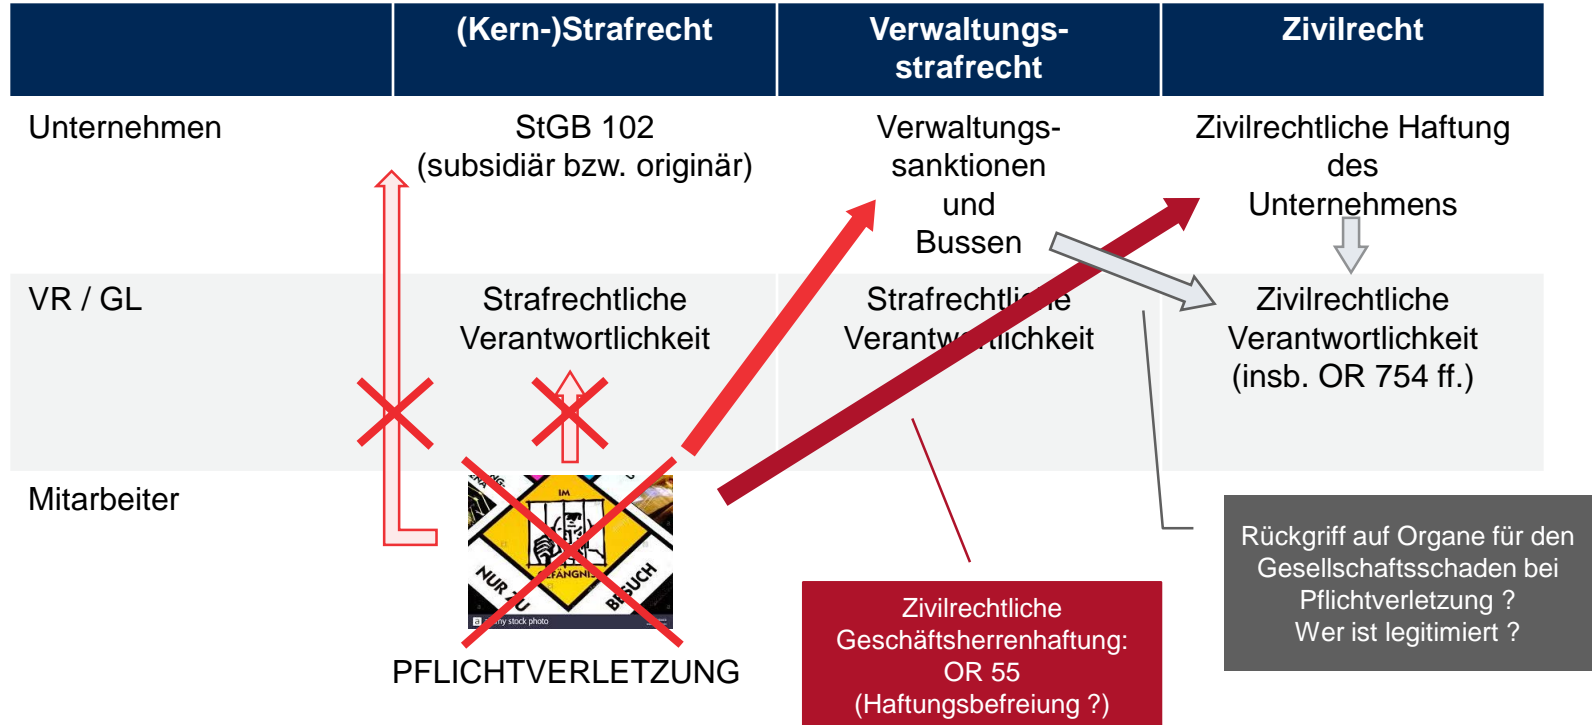 (Kern-)Strafrecht
Verwaltungs-
strafrecht
Zivilrecht
Unternehmen
StGB 102
(subsidiär bzw. originär)
Verwaltungs-
sanktionen
und
Bussen
Zivilrechtliche Haftung
des
Unternehmens
VR / GL
Strafrechtliche
Verantwortlichkeit
Strafrechtliche
Verantwortlichkeit
Zivilrechtliche
Verantwortlichkeit
(insb. OR 754 ff.)
Mitarbeiter
IM
GEFÄNGNIS
NUR ZU
BESUCH
stock photo
PFLICHTVERLETZUNG
Zivilrechtliche
Geschäftsherrenhaftung:
OR 55
(Haftungsbefreiung ?)
Rückgriff auf Organe für den
Gesellschaftsschaden bei
Pflichtverletzung ?
Wer ist legitimiert ?